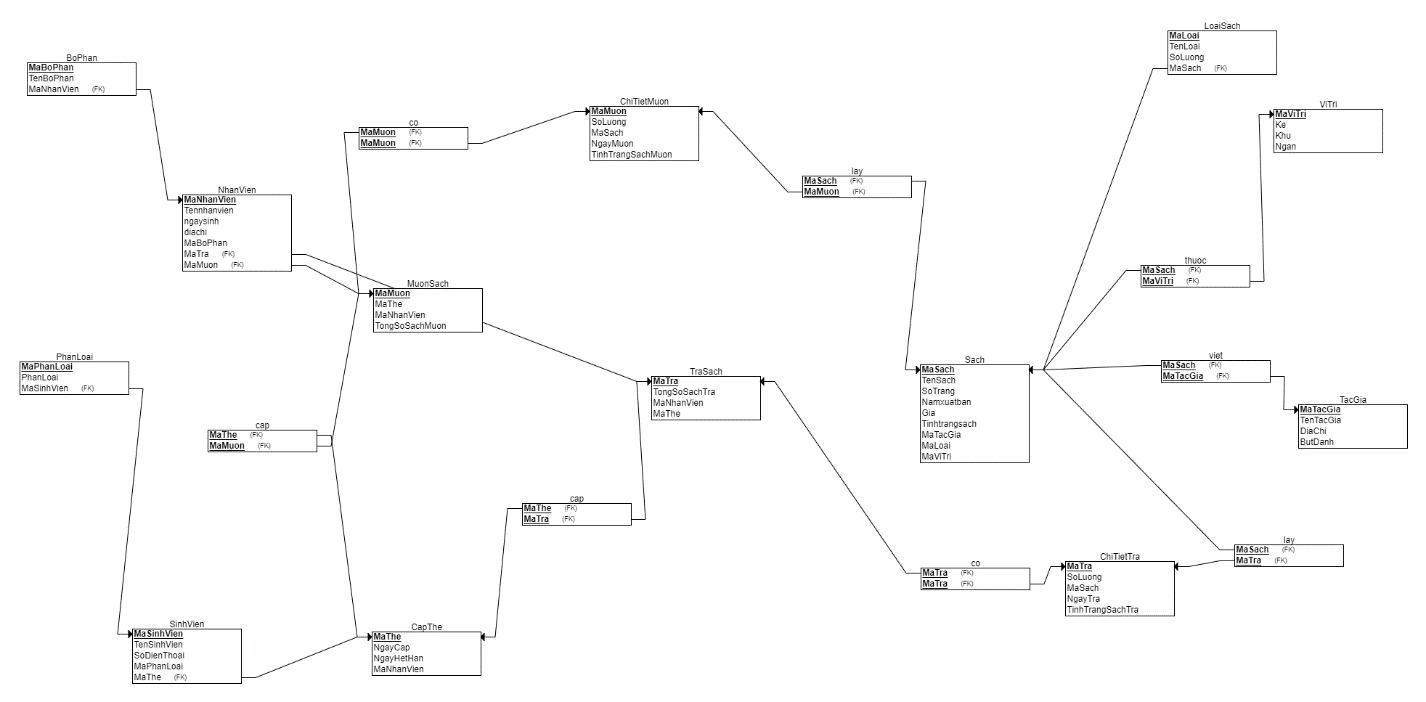 BoPhan
MaBoPhan
TenBoPhan
MaNhanVien (FK)
NhanVien
MaNhanVien
Tennhanvien
ngaysinh
diachi
MaBoPhan
MaTra (FK)
MaMuon (FK)
PhanLoai
MaPhanLoai
PhanLoai
MaSinhVien (FK)
SinhVien
MaSinhVien
TenSinhVien
SoDienThoai
MaPhanLoai
MaThe (FK)
co
MaMuon (FK)
MaMuon (FK)
MuonSach
MaMuon
MaThe
MaNhanVien
TongSoSachMuon
cap
MaThe (FK)
MaMuon (FK)
CapThe
MaThe
NgayCap
NgayHetHan
MaNhanVien
cap
MaThe (FK)
MaTra (FK)
ChiTietMuon
MaMuon
SoLuong
MaSach
NgayMuon
TinhTrangSachMuon
TraSach
MaTra
TongSoSachTra
MaNhanVien
MaThe
lay
MaSach (FK)
MaMuon (FK)
Sach
MaSach
TenSach
SoTrang
Namxuatban
Gia
Tinhtrangsach
MaTacGia
MaLoai
MaViTri
co
MaTra (FK)
MaTra (FK)
ChiTietTra
MaTra
SoLuong
MaSach
NgayTra
TinhTrangSachTra
LoaiSach
MaLoai
TenLoai
SoLuong
MaSach (FK)
ViTri
MaViTri
Ke
Khu
Ngan
thuoc
MaSach (FK)
MaViTri (FK)
viet
MaSach (FK)
MaTacGia (FK)
TacGia
MaTacGia
TenTacGia
DiaChi
ButDanh
lay
MaSach (FK)
MaTra (FK)